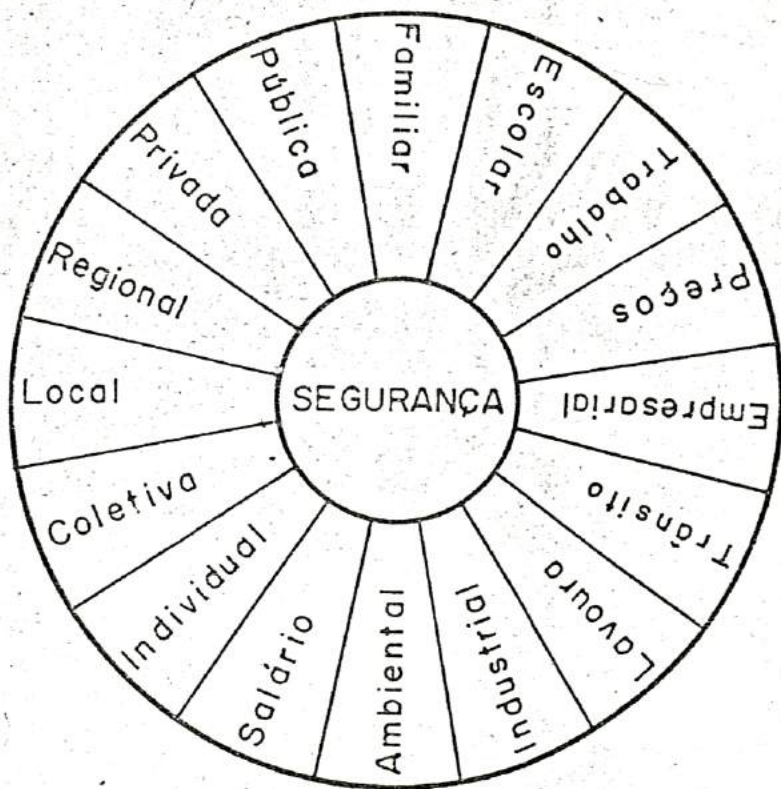 SEGURANÇA
Familiar
Escolar
Trabalho
Preços
Empresarial
Trânsito
Lavoura
Industrial
Ambiental
Salário
Individual
Coletiva
Local
Regional
Privada
Pública